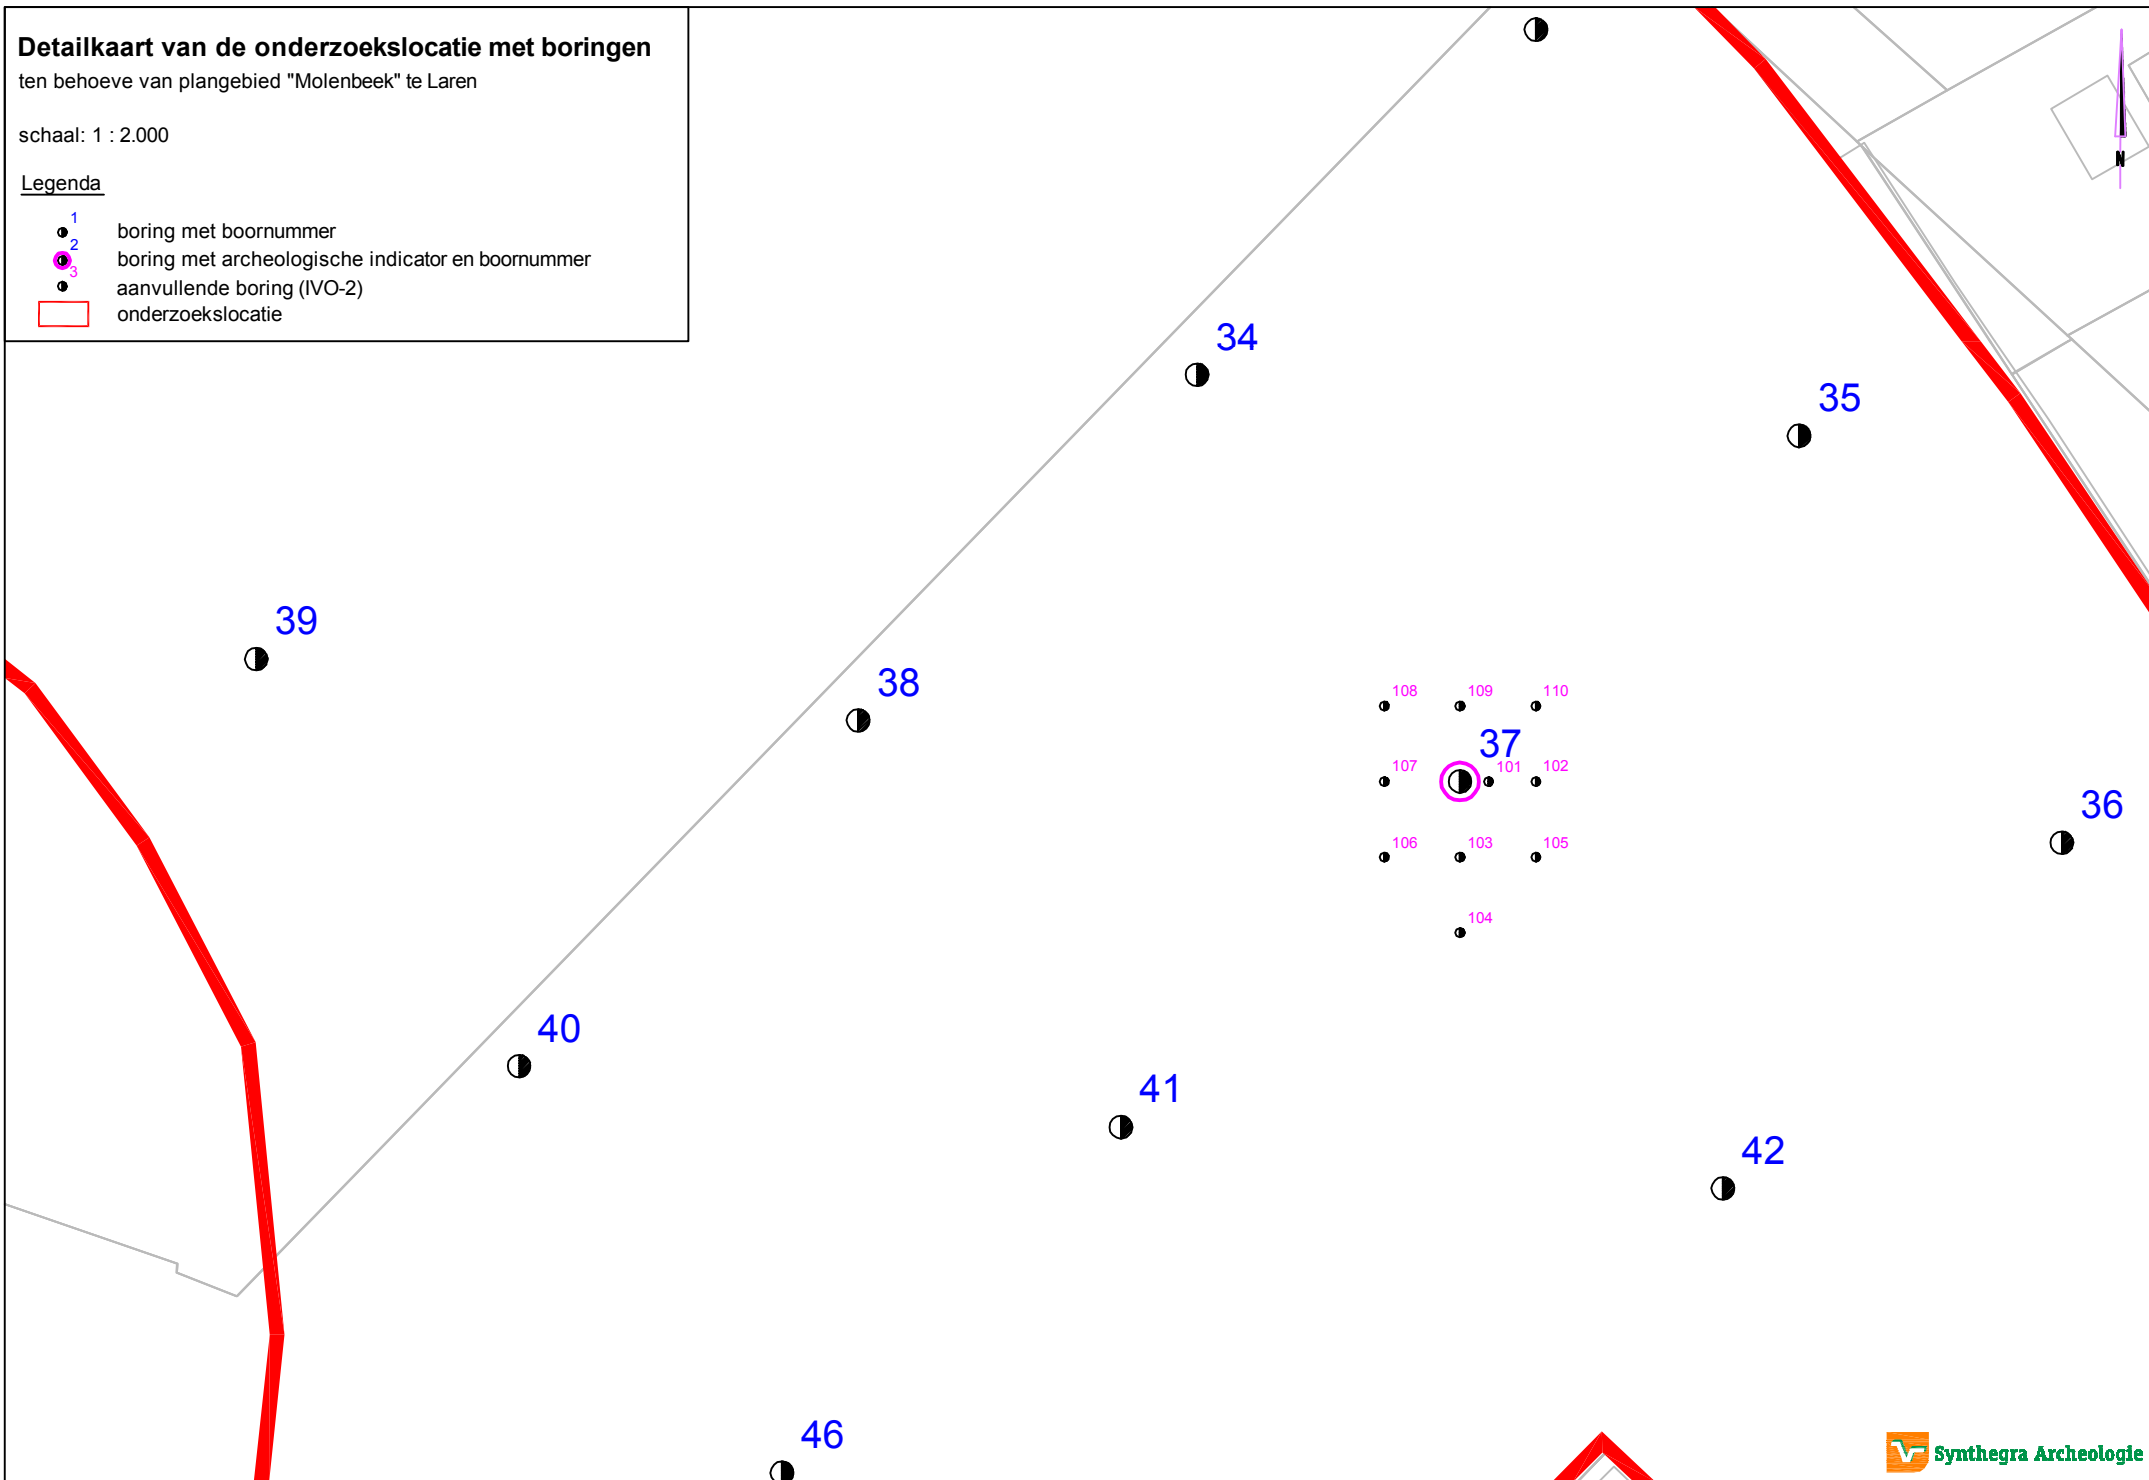 Detailkaart van de onderzoekslocatie met boringen
ten behoeve van plangebied "Molenbeek" te Laren
schaal: 1 : 2.000
Legenda
1
boring met boornummer
2
boring met archeologische indicator en boornummer
3
aanvullende boring (IVO-2)
onderzoekslocatie
N
34
35
39
38
108 109 110
37
107 101 102
36
106 103 105
104
40
41
42
46
Synthegra Archeologie